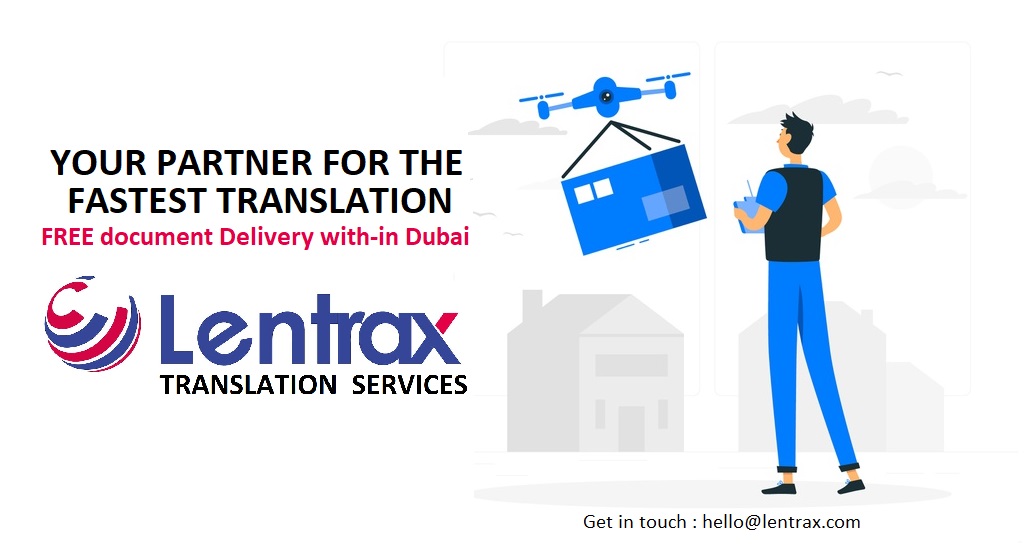 YOUR PARTNER FOR THE
FASTEST TRANSLATION
FREE document Delivery with-in Dubai
Lentrax
TRANSLATION SERVICES
Get in touch : hello@lentrax.com